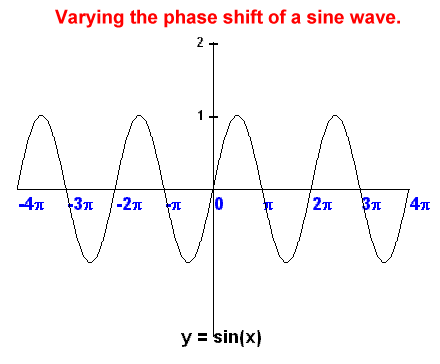 Varying the phase shift of a sine wave.
2
1
-4π -3π -2π -π 0 π 2π 3π 4π
y = sin(x)